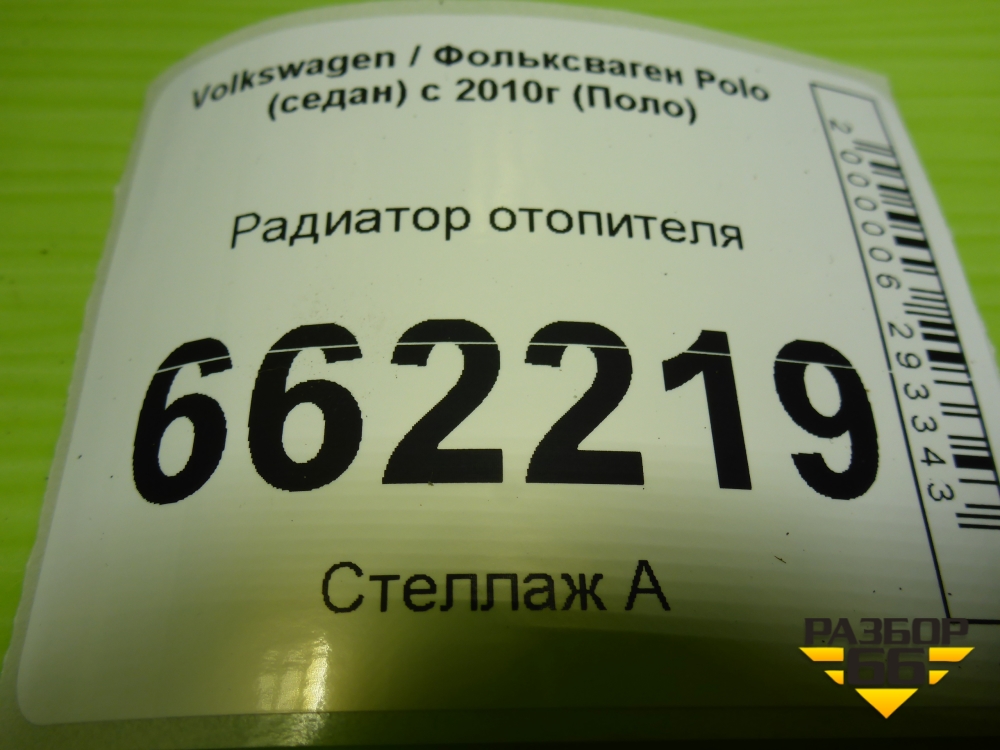 Volkswagen / Фольксваген Polo
(седан) с 2010г (Поло)
Радиатор отопителя
662219
Стеллаж А
2000006293343
РАЗБОР
66